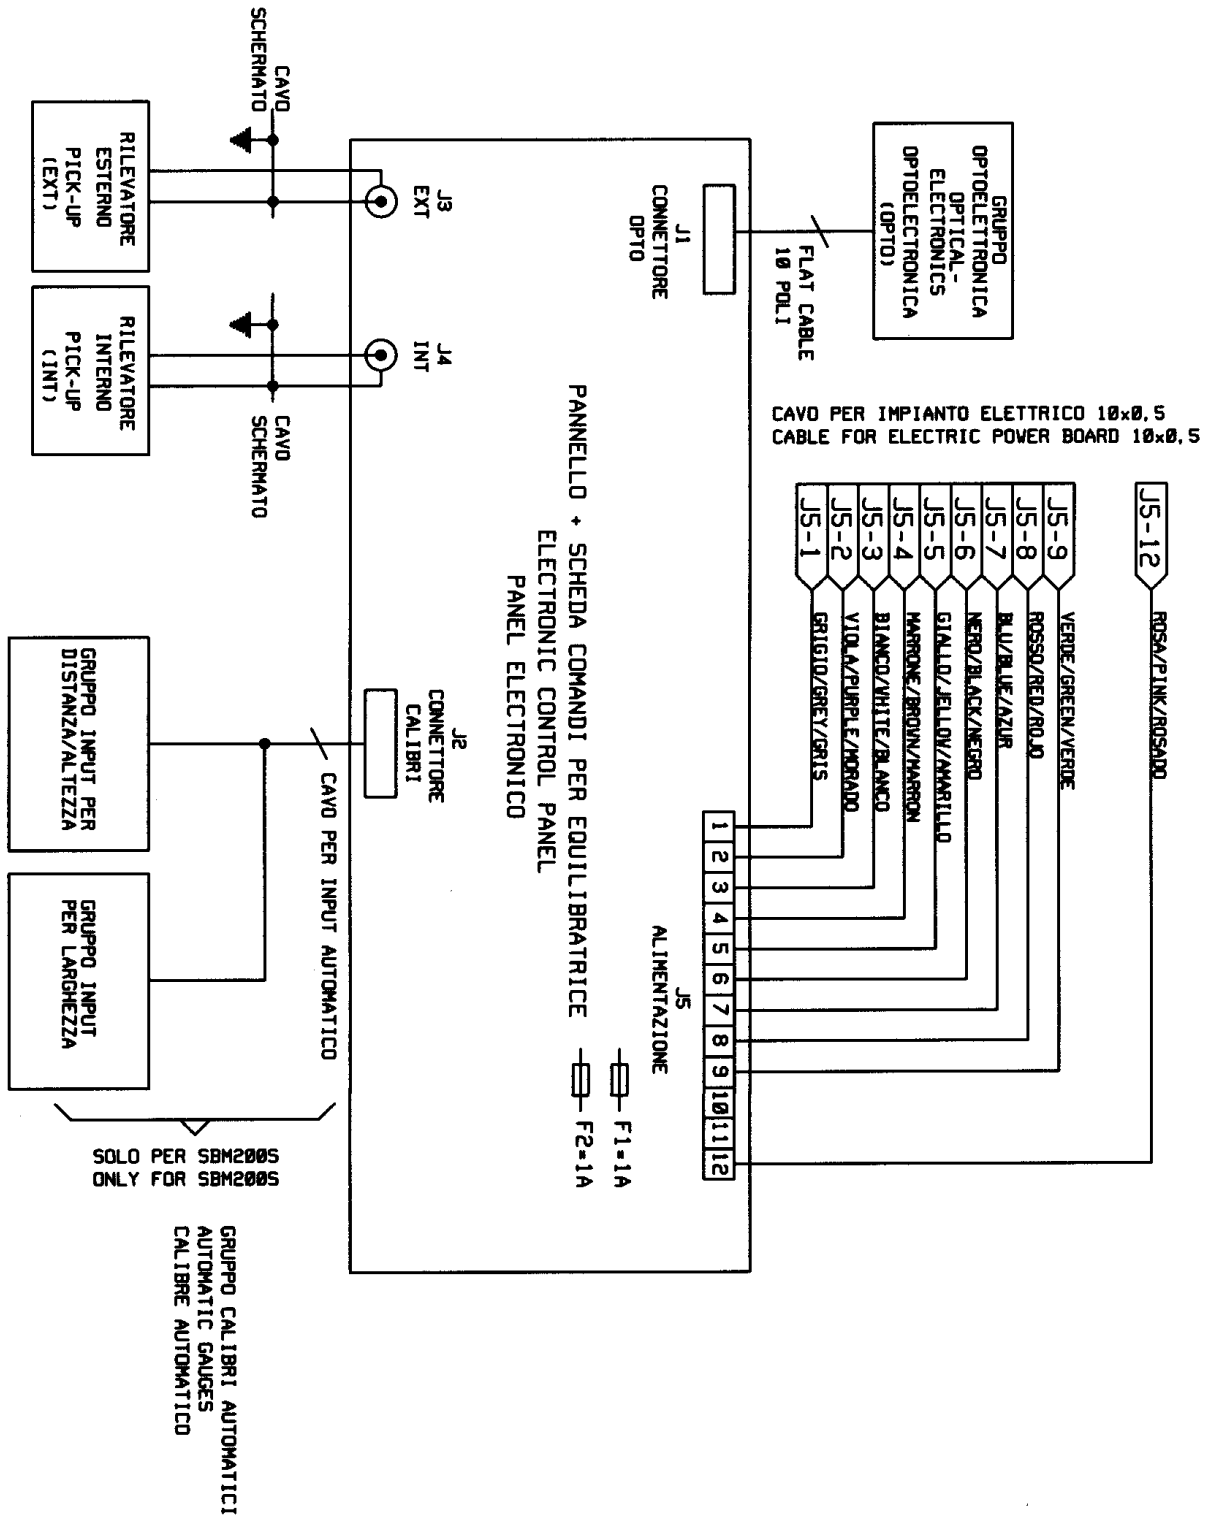 GRUPPO
OPTOELETTRONICA
OPTICAL-
ELECTRONICS
OPTOELECTRONICA
(OPTO)
FLAT CABLE
10 POLI
J1
CONNETTORE
OPTO
CAVO
SCHERMATO
J3
EXT
RILEVATORE
ESTERNO
PICK-UP
(EXT)
J4
INT
RILEVATORE
INTERNO
PICK-UP
(INT)
CAVO
SCHERMATO
CAVO PER IMPIANTO ELETTRICO 10x0,5
CABLE FOR ELECTRIC POWER BOARD 10x0,5
J5-12
ROSA/PINK/ROSADO
J5-9
VERDE/GREEN/VERDE
J5-8
ROSSO/RED/ROJO
J5-7
BLU/BLUE/AZUR
J5-6
NERO/BLACK/NEGRO
J5-5
GIALLO/JELLOW/AMARILLO
J5-4
MARRONE/BROWN/MARRON
J5-3
BIANCO/WHITE/BLANCO
J5-2
VIOLA/PURPLE/MORADO
J5-1
GRIGIO/GREY/GRIS
1 2 3 4 5 6 7 8 9 10 11 12
J5
ALIMENTAZIONE
PANNELLO + SCHEDA COMANDI PER EQUILIBRATRICE
ELECTRONIC CONTROL PANEL
PANEL ELECTRONICO
F1=1A
F2=1A
J2
CONNETTORE
CALIBRI
CAVO PER INPUT AUTOMATICO
GRUPPO INPUT PER
DISTANZA/ALTEZZA
GRUPPO INPUT
PER LARGHEZZA
SOLO PER SBM200S
ONLY FOR SBM200S
GRUPPO CALIBRI AUTOMATICI
AUTOMATIC GAUGES
CALIBRE AUTOMATICO